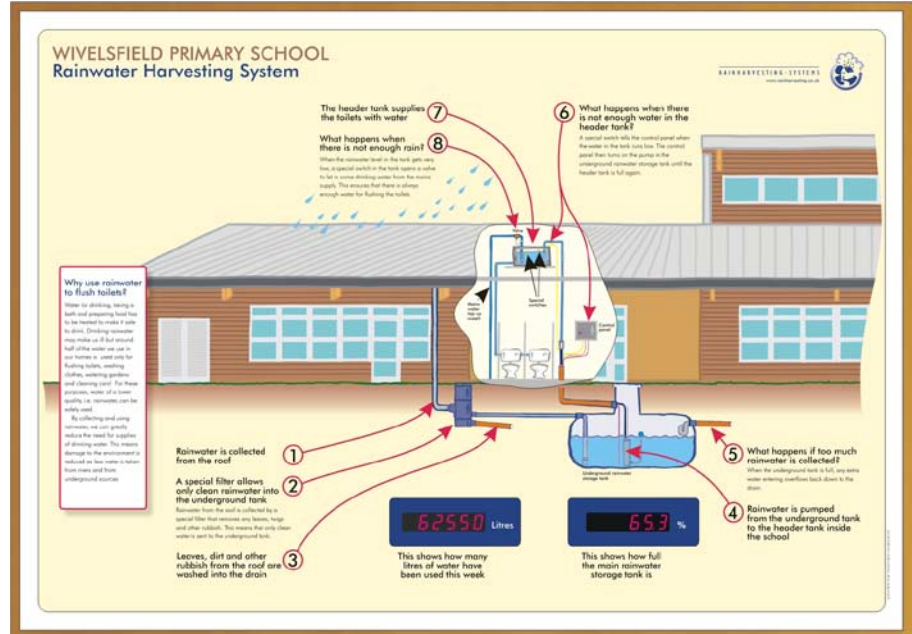 WIVELSFIELD PRIMARY SCHOOL
Rainwater Harvesting System
RAINHARVESTING-SYSTEMS
www.rainharvesting.co.uk
The header tank supplies
the toilets with water
7
What happens when
there is not enough rain?
8
When the rainwater level in the tank gets very
low, a special switch in the tank opens a valve
to let in some drinking water from the mains
supply. This ensures that there is always
enough water for flushing the toilets.
6
What happens when there
is not enough water in the
header tank?
A special switch tells the control panel when
the water in the tank runs low. The control
panel then turns on the pump in the
underground rainwater storage tank until the
header tank is full again.
Why use rainwater
to flush toilets?
Water for drinking, taking a
bath and preparing food has
to be treated to make it safe
to drink. Drinking rainwater
may make us ill but around
half of the water we use in
our homes is used only for
flushing toilets, washing
clothes, watering gardens
and cleaning cars! For these
purposes, water of a lower
quality, i.e. rainwater, can be
safely used.
By collecting and using
rainwater, we can greatly
reduce the need for supplies
of drinking water. This means
damage to the environment is
reduced as less water is taken
from rivers and from
underground sources
Valve
Special
switches
Mains
water top up
Control
panel
Underground rainwater
storage tank
Rainwater is collected
from the roof
1
A special filter allows
only clean rainwater into
the underground tank
2
Rainwater from the roof is collected by a
special filter that removes any leaves, twigs
and other rubbish. This means that only clean
water is sent to the underground tank.
Leaves, dirt and other
rubbish from the roof are
washed into the drain
3
62550 Litres
This shows how many
litres of water have
been used this week
65.3 %
This shows how full
the main rainwater
storage tank is
5
What happens if too much
rainwater is collected?
When the underground tank is full, any extra
water entering overflows back down to the
drain.
4
Rainwater is pumped
from the underground tank
to the header tank inside
the school